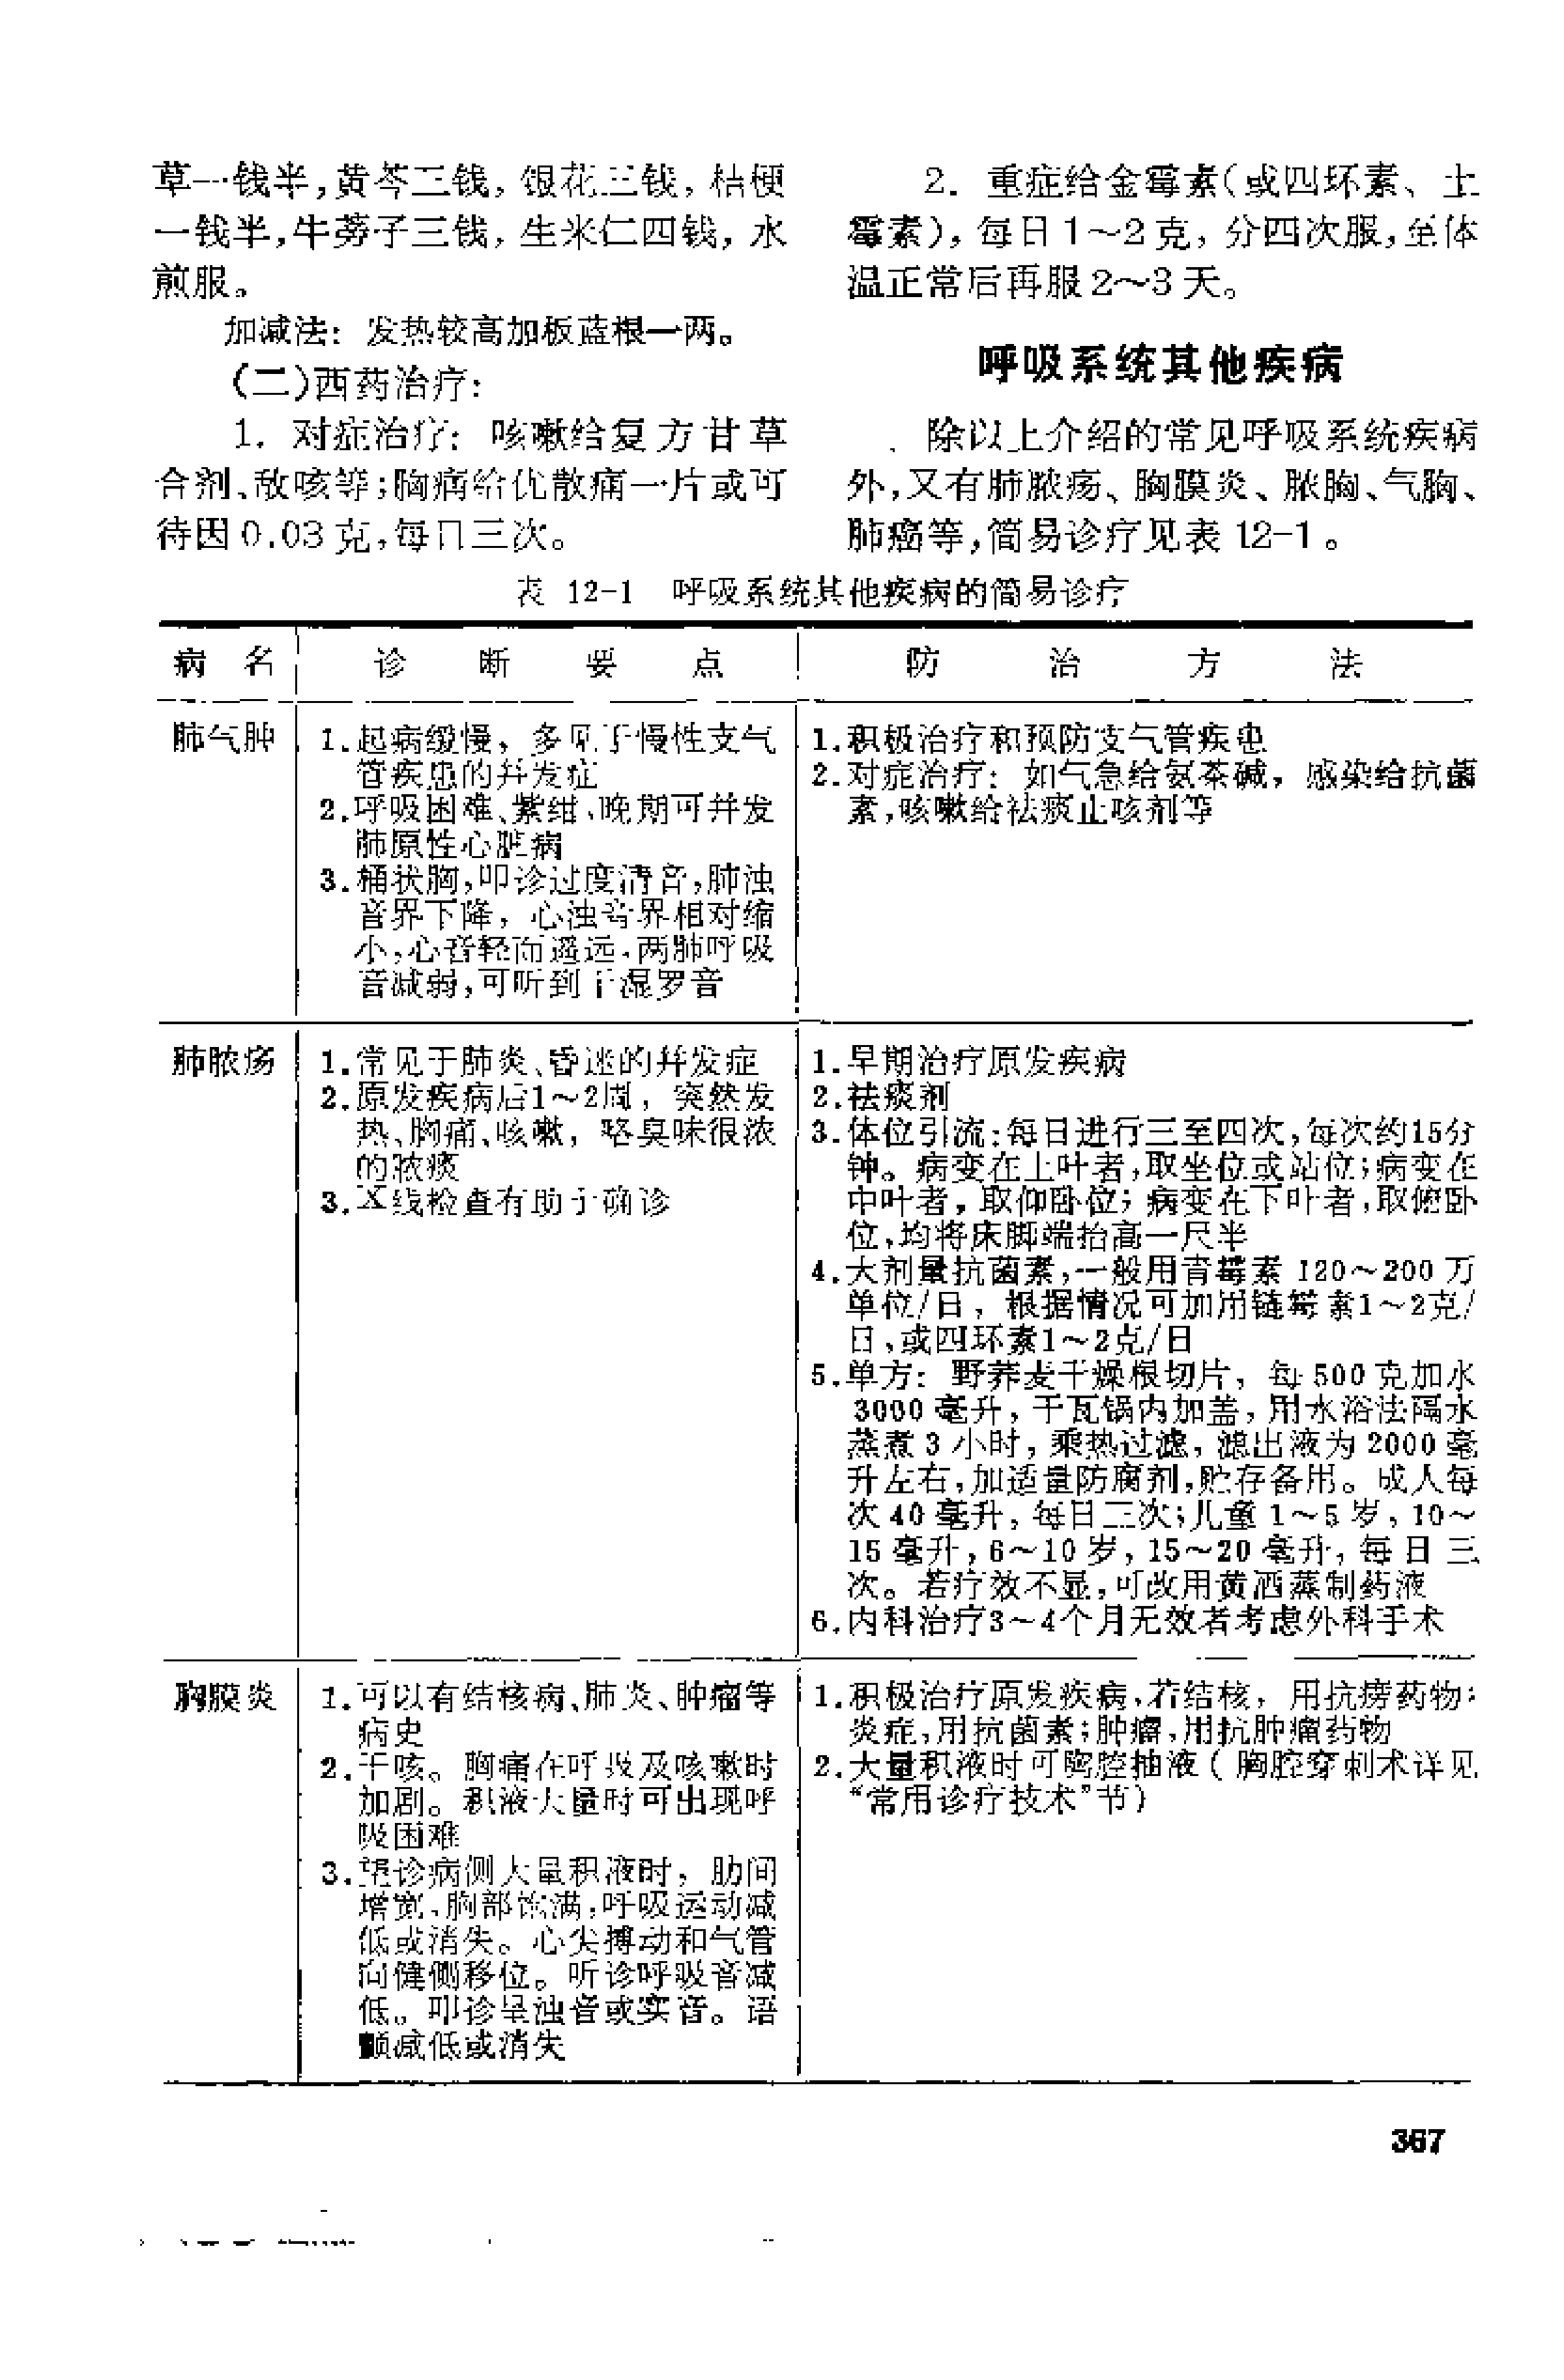 草一钱半,黄芩三钱,银花三钱,桔梗
一钱半,牛蒡子三钱,生米仁四钱,水
煎服。
加减法：发热较高加板蓝根一两。
(二)西药治疗：
1. 对症治疗：咳嗽给复方甘草
合剂、敌咳等;胸痛给优散痛一片或可
待因0.03克,每日三次。
2. 重症给金霉素(或四环素、土
霉素),每日1～2克,分四次服,至体
温正常后再服2～3天。
呼吸系统其他疾病
除以上介绍的常见呼吸系统疾病
外,又有肺脓疡、胸膜炎、脓胸、气胸、
肺癌等,简易诊疗见表12-1。
表 12-1 呼吸系统其他疾病的简易诊疗
病 名 诊 断 要 点 防 治 方 法
肺气肿
1.起病缓慢,多见于慢性支气
管疾患的并发症
2.呼吸困难、紫绀、晚期可并发
肺原性心脏病
3.桶状胸,叩诊过度清音,肺浊
音界下降,心浊音界相对缩
小,心音轻而遥远,两肺呼吸
音减弱,可听到干湿罗音
1.积极治疗和预防支气管疾患
2.对症治疗：如气急给氨茶碱,感染给抗菌
素,咳嗽给祛痰止咳剂等
肺脓疡
1.常见于肺炎、昏迷的并发症
2.原发疾病后1～2周,突然发
热、胸痛、咳嗽,咯臭味很浓
的脓痰
3.X线检查有助于确诊
1.早期治疗原发疾病
2.祛痰剂
3.体位引流:每日进行三至四次,每次约15分
钟。病变在上叶者,取坐位或站位;病变在
中叶者,取仰卧位;病变在下叶者,取俯卧
位,均将床脚端抬高一尺半
4.大剂量抗菌素,一般用青霉素120～200万
单位/日,根据情况可加用链霉素1～2克/
日,或四环素1～2克/日
5.单方：野荞麦干燥根切片,每500克加水
3000毫升,于瓦锅内加盖,用水浴法隔水
蒸煮3小时,乘热过滤,滤出液为2000毫
升左右,加适量防腐剂,贮存备用。成人每
次40毫升,每日三次;儿童1～5岁,10～
15毫升,6～10岁,15～20毫升,每日三
次。若疗效不显,可改用黄酒蒸制药液
6.内科治疗3～4个月无效者考虑外科手术
胸膜炎
1.可以有结核病、肺炎、肿瘤等
病史
2.干咳。胸痛在呼吸及咳嗽时
加剧。积液大量时可出现呼
吸困难
3.望诊病侧大量积液时,肋间
增宽,胸部饱满,呼吸运动减
低或消失。心尖搏动和气管
向健侧移位。听诊呼吸音减
低。叩诊呈浊音或实音。语
颤减低或消失
1.积极治疗原发疾病,若结核,用抗痨药物;
炎症,用抗菌素;肿瘤,用抗肿瘤药物
2.大量积液时可胸腔抽液(胸腔穿刺术详见
“常用诊疗技术”节)
367